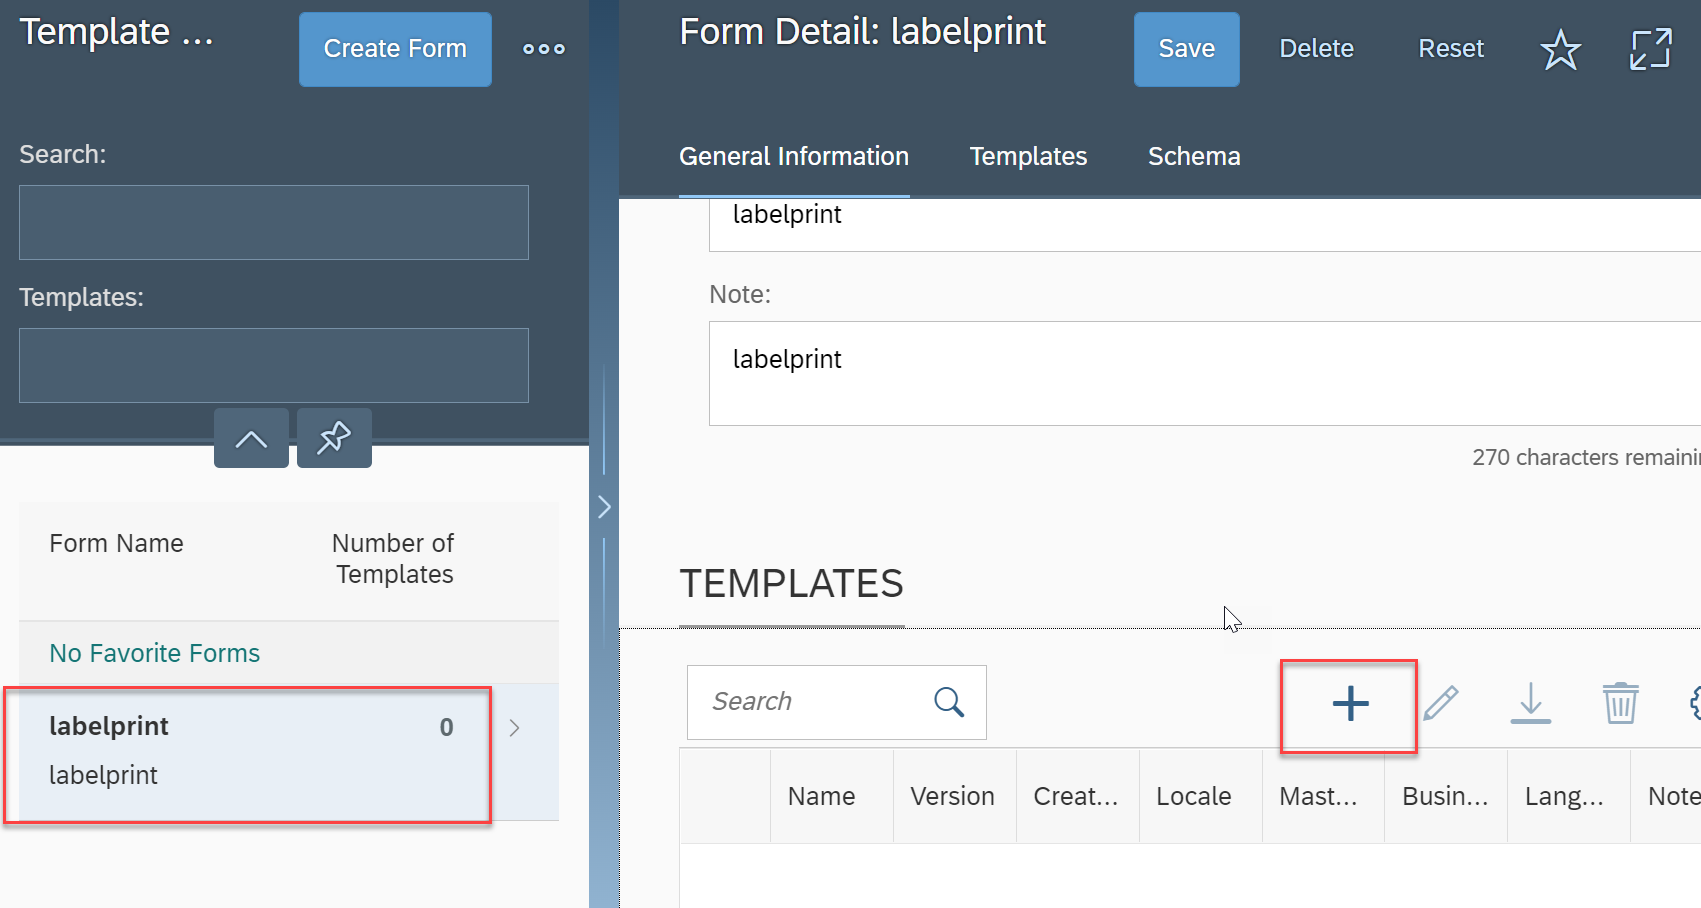 Template ...
Create Form
Search:
Templates:
Form Name
Number of
Templates
No Favorite Forms
labelprint
0
labelprint
Form Detail: labelprint
Save
Delete
Reset
General Information
Templates
Schema
labelprint
Note:
labelprint
270 characters remainin
TEMPLATES
Search
Name
Version
Creat...
Locale
Mast...
Busin...
Lang...
Note